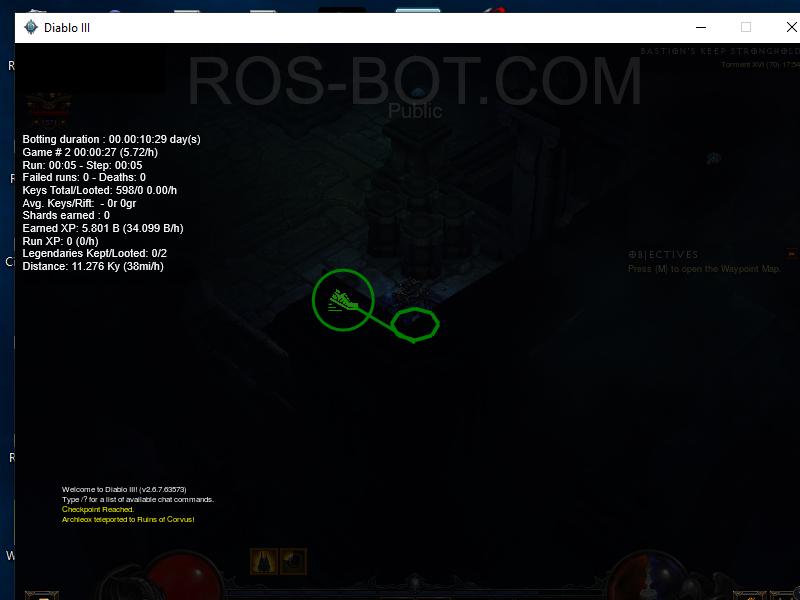 Diablo III
BASTION'S KEEP STRONGHOLD
Torment XVI (70) 17:54
ROS-BOT.COM
Public
Botting duration : 00.00:10:29 day(s)
Game # 2 00:00:27 (5.72/h)
Run: 00:05 - Step: 00:05
Failed runs: 0 - Deaths: 0
Keys Total/Looted: 598/0 0.00/h
Avg. Keys/Rift:  - 0r 0gr
Shards earned : 0
Earned XP: 5.801 B (34.099 B/h)
Run XP: 0 (0/h)
Legendaries Kept/Looted: 0/2
Distance: 11.276 Ky (38mi/h)
OBJECTIVES
Press (M) to open the Waypoint Map.
Welcome to Diablo III! (v2.6.7.63573)
Type /? for a list of available chat commands.
Checkpoint Reached.
Archleox teleported to Ruins of Corvus!